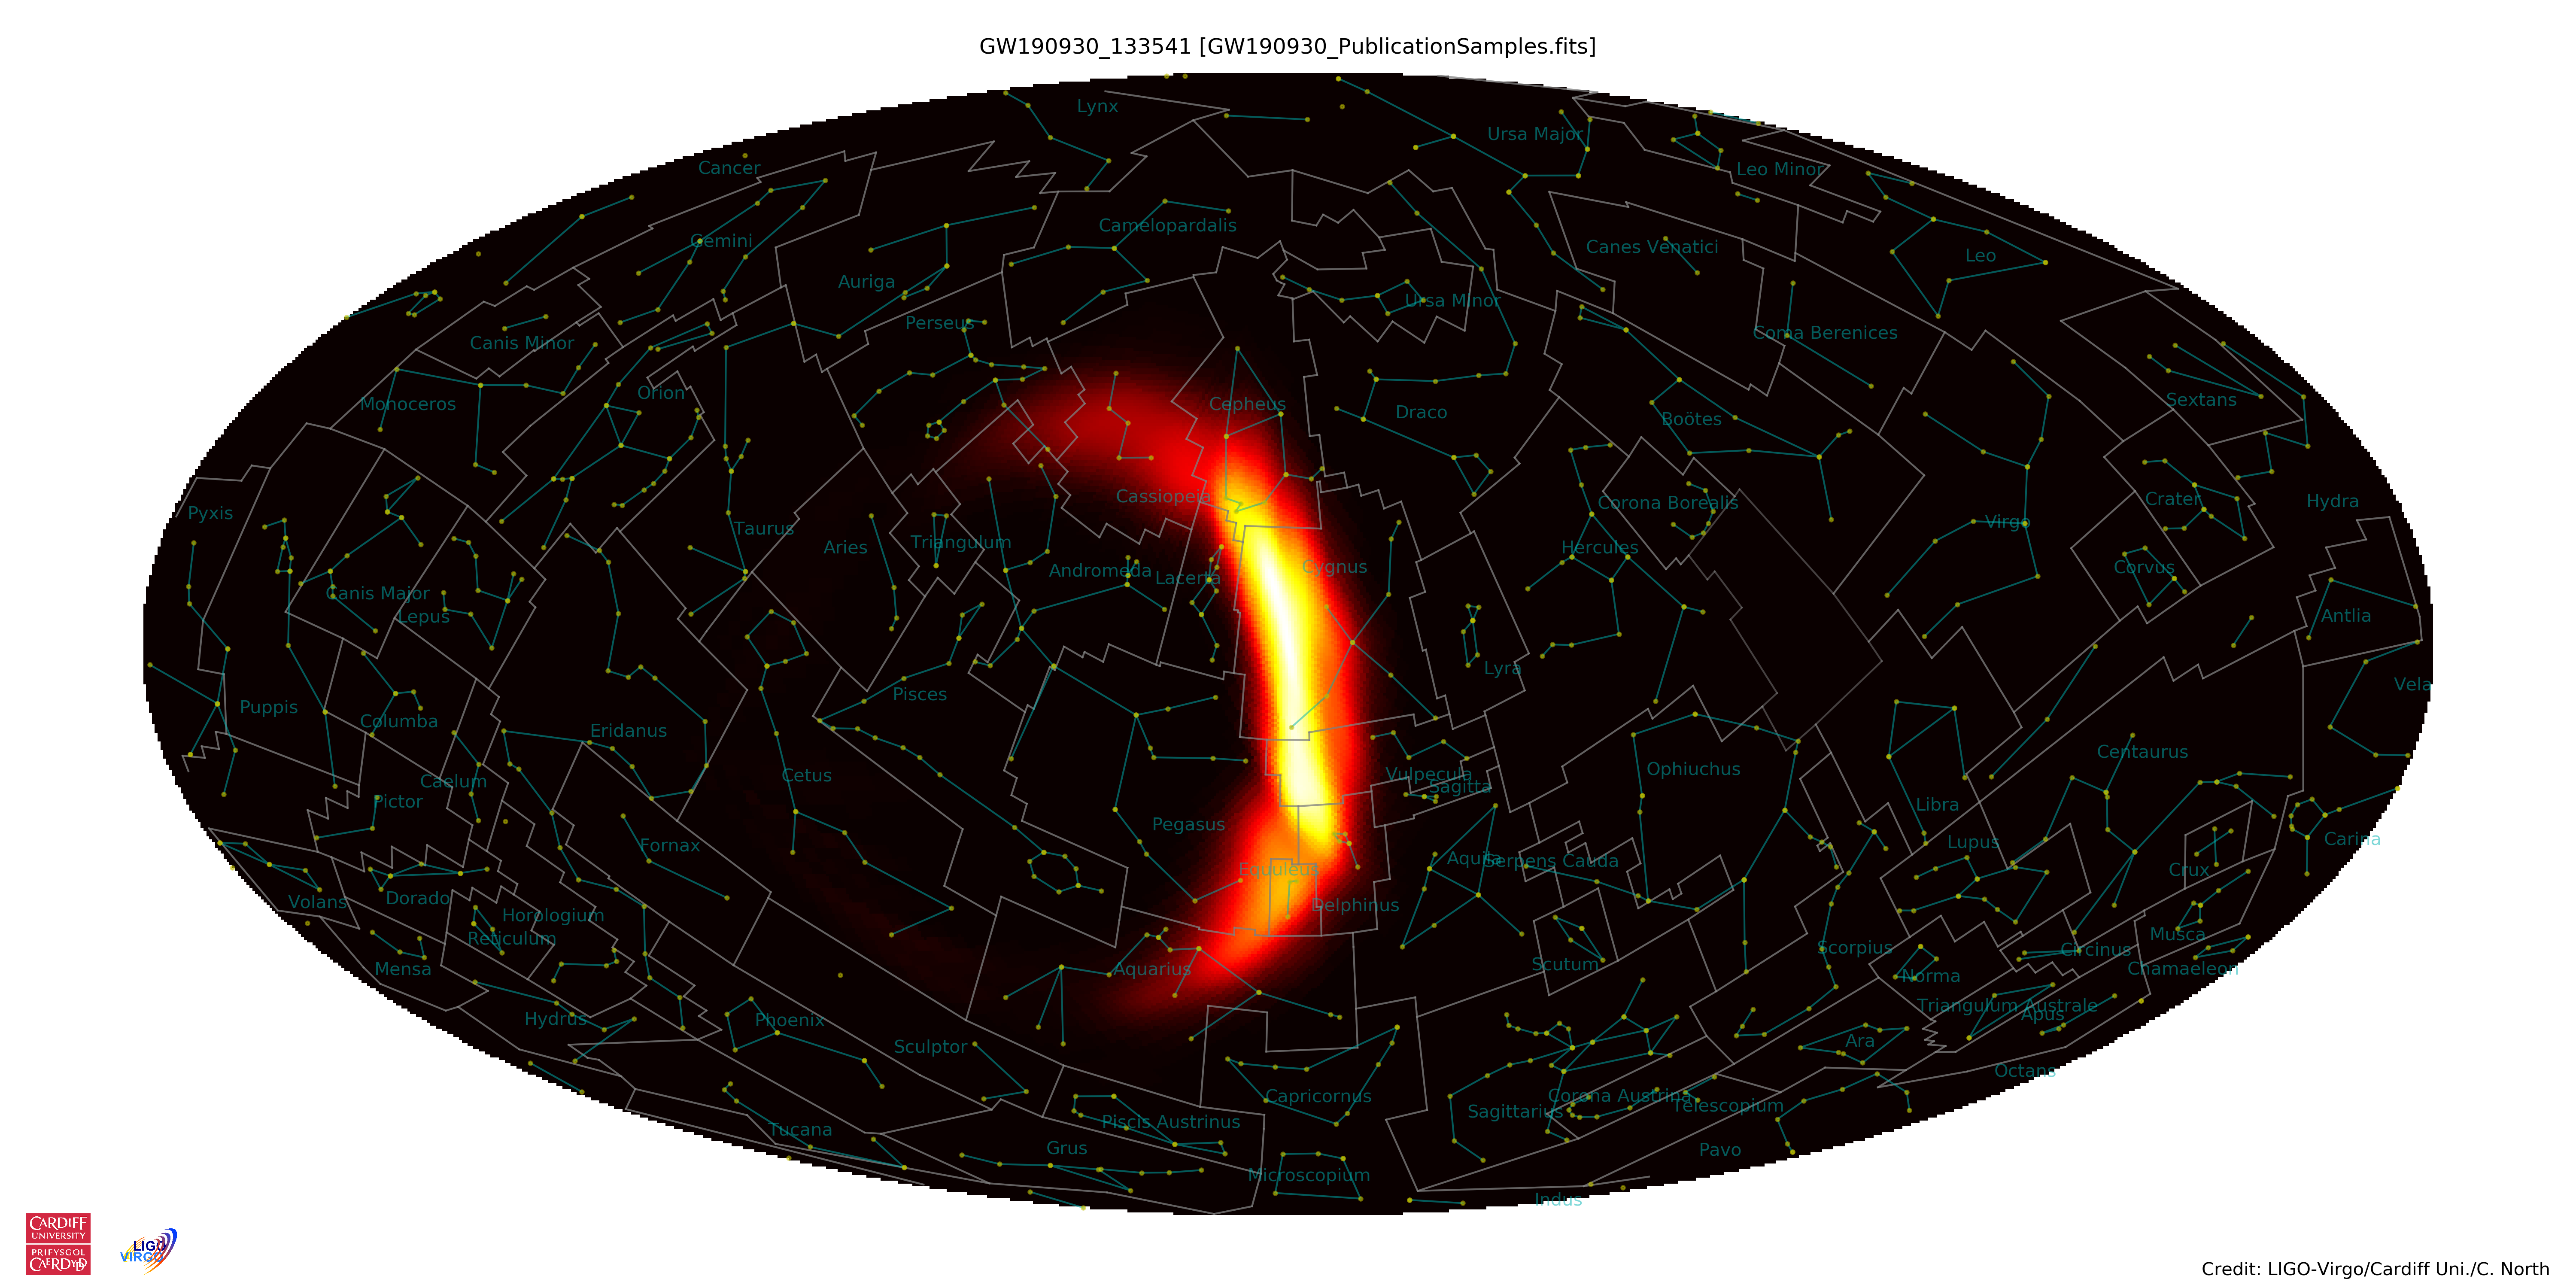 GW190930_133541 [GW190930_PublicationSamples.fits]
Lynx
Ursa Major
Cancer
Leo Minor
Camelopardalis
Gemini
Canes Venatici
Leo
Auriga
Ursa Minor
Perseus
Coma Berenices
Canis Minor
Orion
Sextans
Monoceros
Cepheus
Draco
Boötes
Cassiopeia
Crater
Hydra
Corona Borealis
Pyxis
Virgo
Taurus
Triangulum
Aries
Hercules
Cygnus
Corvus
Andromeda
Lacerta
Canis Major
Lepus
Antlia
Lyra
Vela
Pisces
Puppis
Columba
Eridanus
Centaurus
Ophiuchus
Vulpecula
Cetus
Caelum
Sagitta
Pictor
Libra
Pegasus
Carina
Lupus
Fornax
Aquila
Serpens Cauda
Equuleus
Crux
Dorado
Volans
Delphinus
Horologium
Musca
Reticulum
Scorpius
Circinus
Scutum
Mensa
Aquarius
Chamaeleon
Norma
Triangulum Australe
Apus
Hydrus
Phoenix
Ara
Sculptor
Octans
Capricornus
Corona Austrina
Telescopium
Sagittarius
Piscis Austrinus
Tucana
Grus
Pavo
Microscopium
Indus
CARDIFF
UNIVERSITY
PRIFYSGOL
CAERDYDD
LIGO
VIRGO
Credit: LIGO-Virgo/Cardiff Uni./C. North